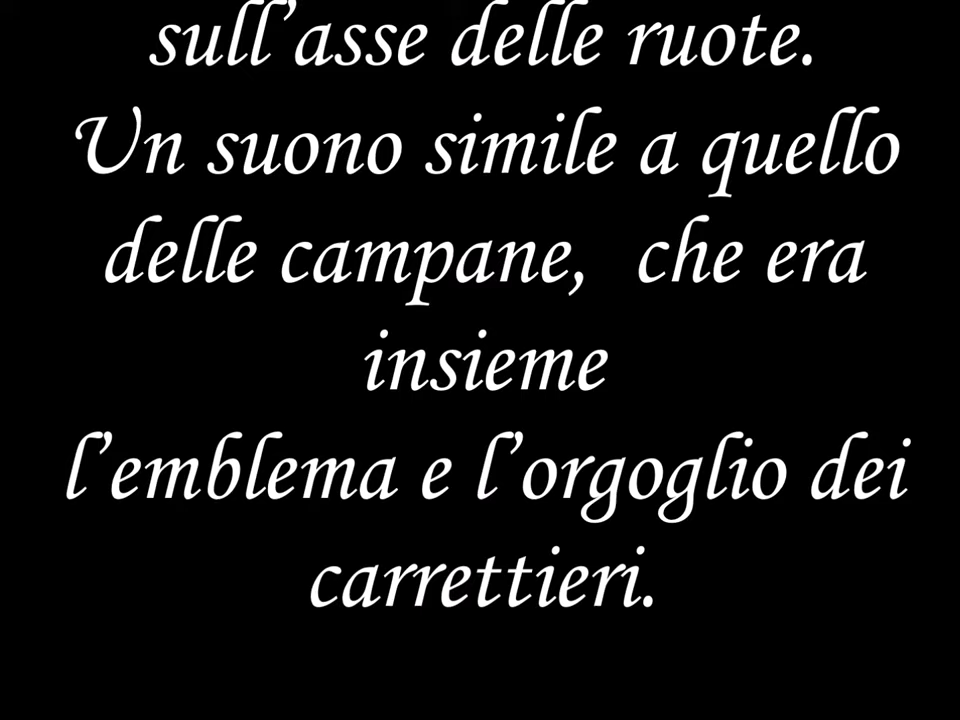 sull’asse delle ruote.
Un suono simile a quello
delle campane,  che era
insieme
l’emblema e l’orgoglio dei
carrettieri.